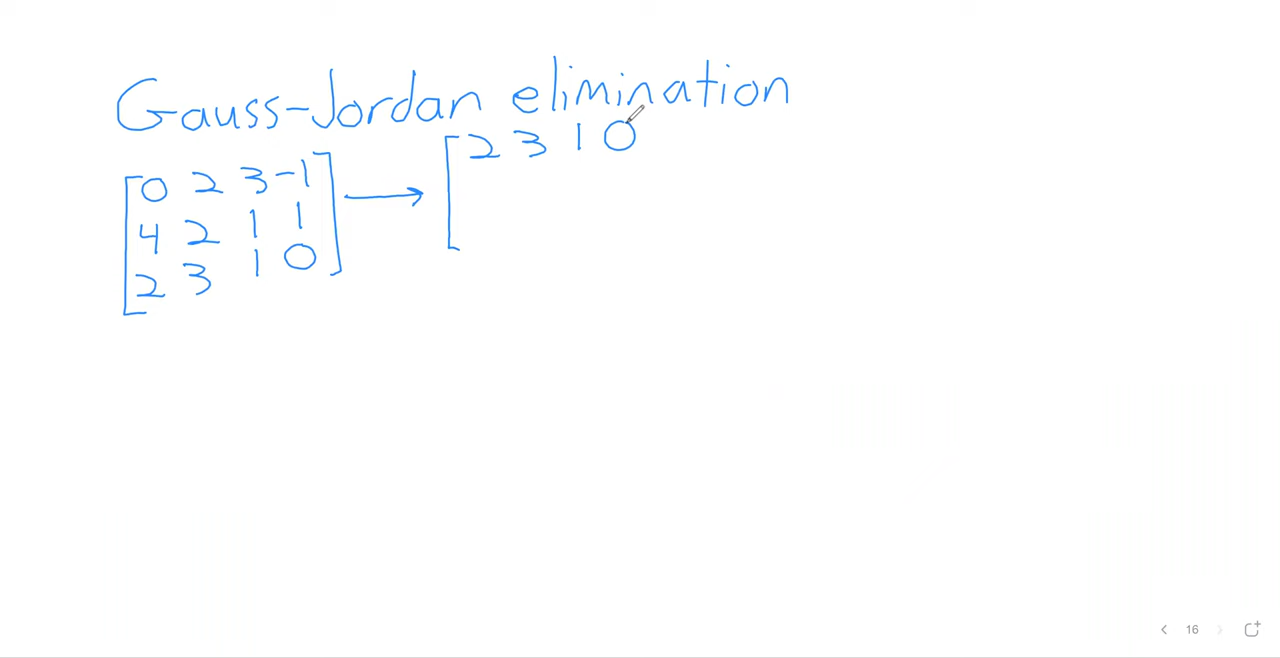 Gauss-Jordan elimination
[0 2 3 -1] → [2 3 1 0
4 2 1 1
2 3 1 0
16